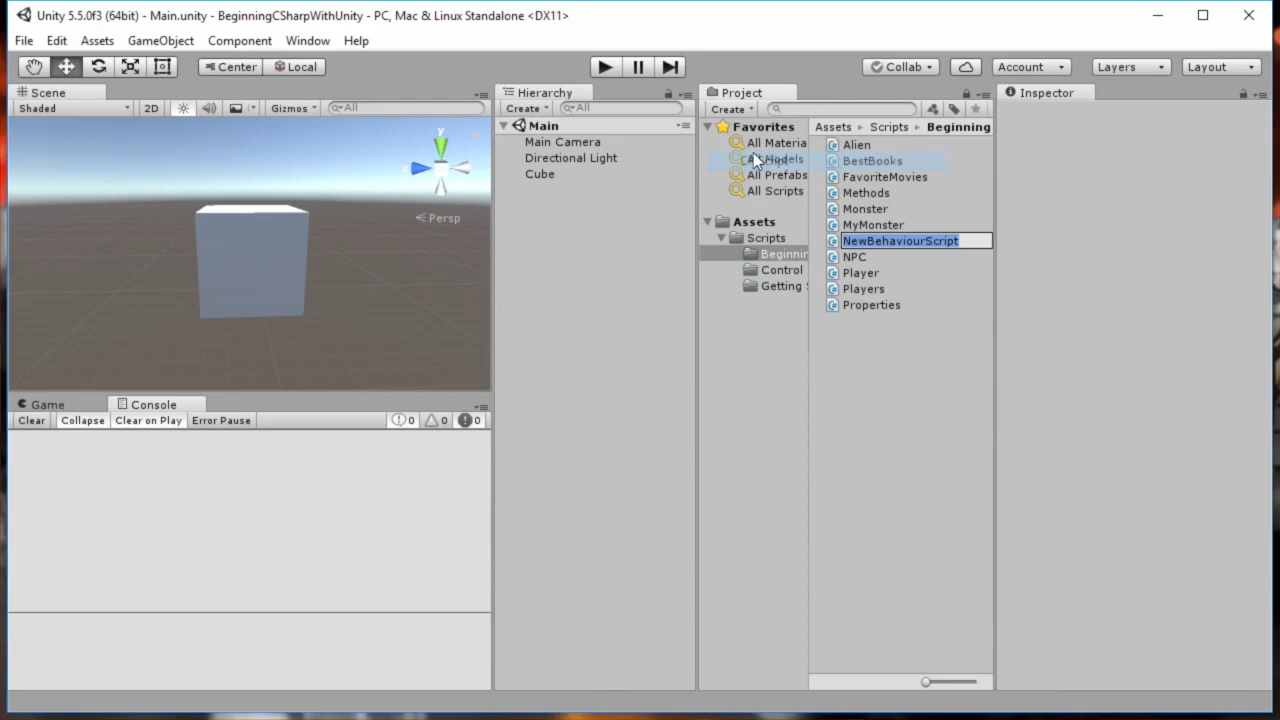 Unity 5.5.0f3 (64bit) - Main.unity - BeginningCSharpWithUnity - PC, Mac & Linux Standalone <DX11>
File Edit Assets GameObject Component Window Help
Center Local Collab Account Layers Layout
Scene
Shaded 2D Gizmos All
y
Persp
Game Console
Clear Collapse Clear on Play Error Pause 0 0 0
Hierarchy
Create All
Main
Main Camera
Directional Light
Cube
Project
Create
Favorites
All Materia
All Models
All Prefabs
All Scripts
Assets
Scripts
Beginnin
Control
Getting
Assets Scripts Beginning
Alien
BestBooks
FavoriteMovies
Methods
Monster
MyMonster
NewBehaviourScript
NPC
Player
Players
Properties
Inspector